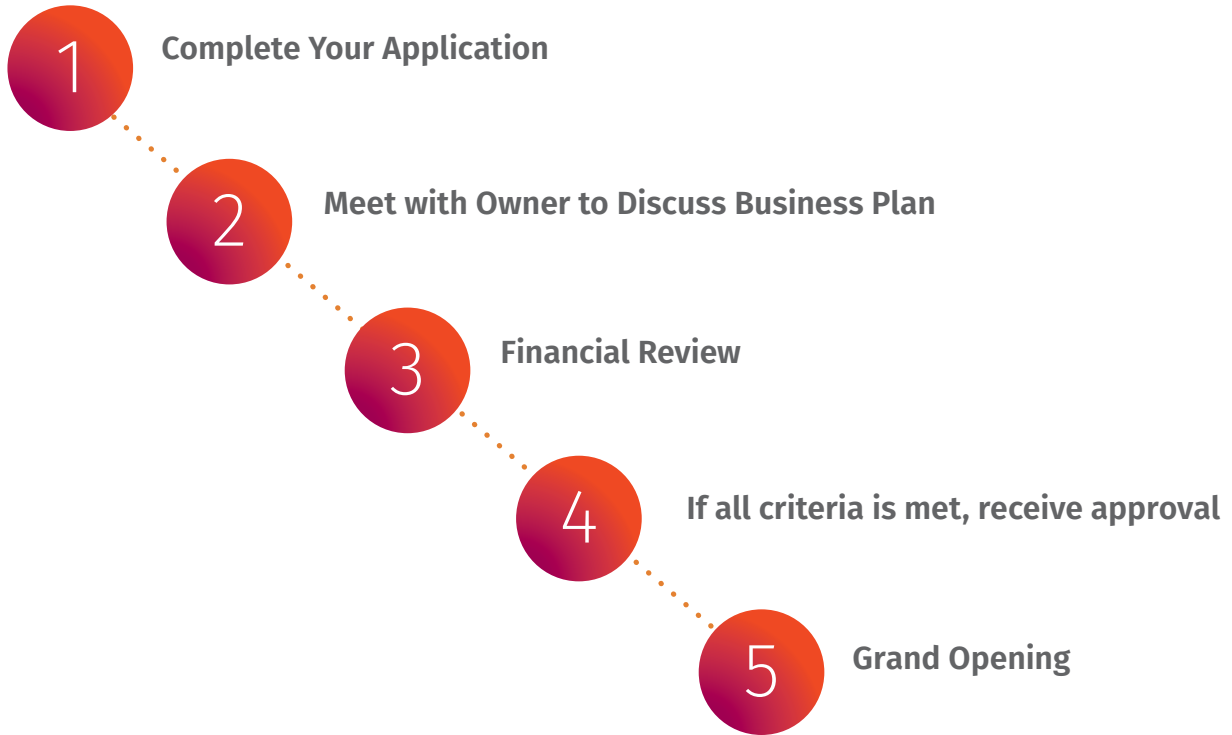 1
Complete Your Application
2
Meet with Owner to Discuss Business Plan
3
Financial Review
4
If all criteria is met, receive approval
5
Grand Opening